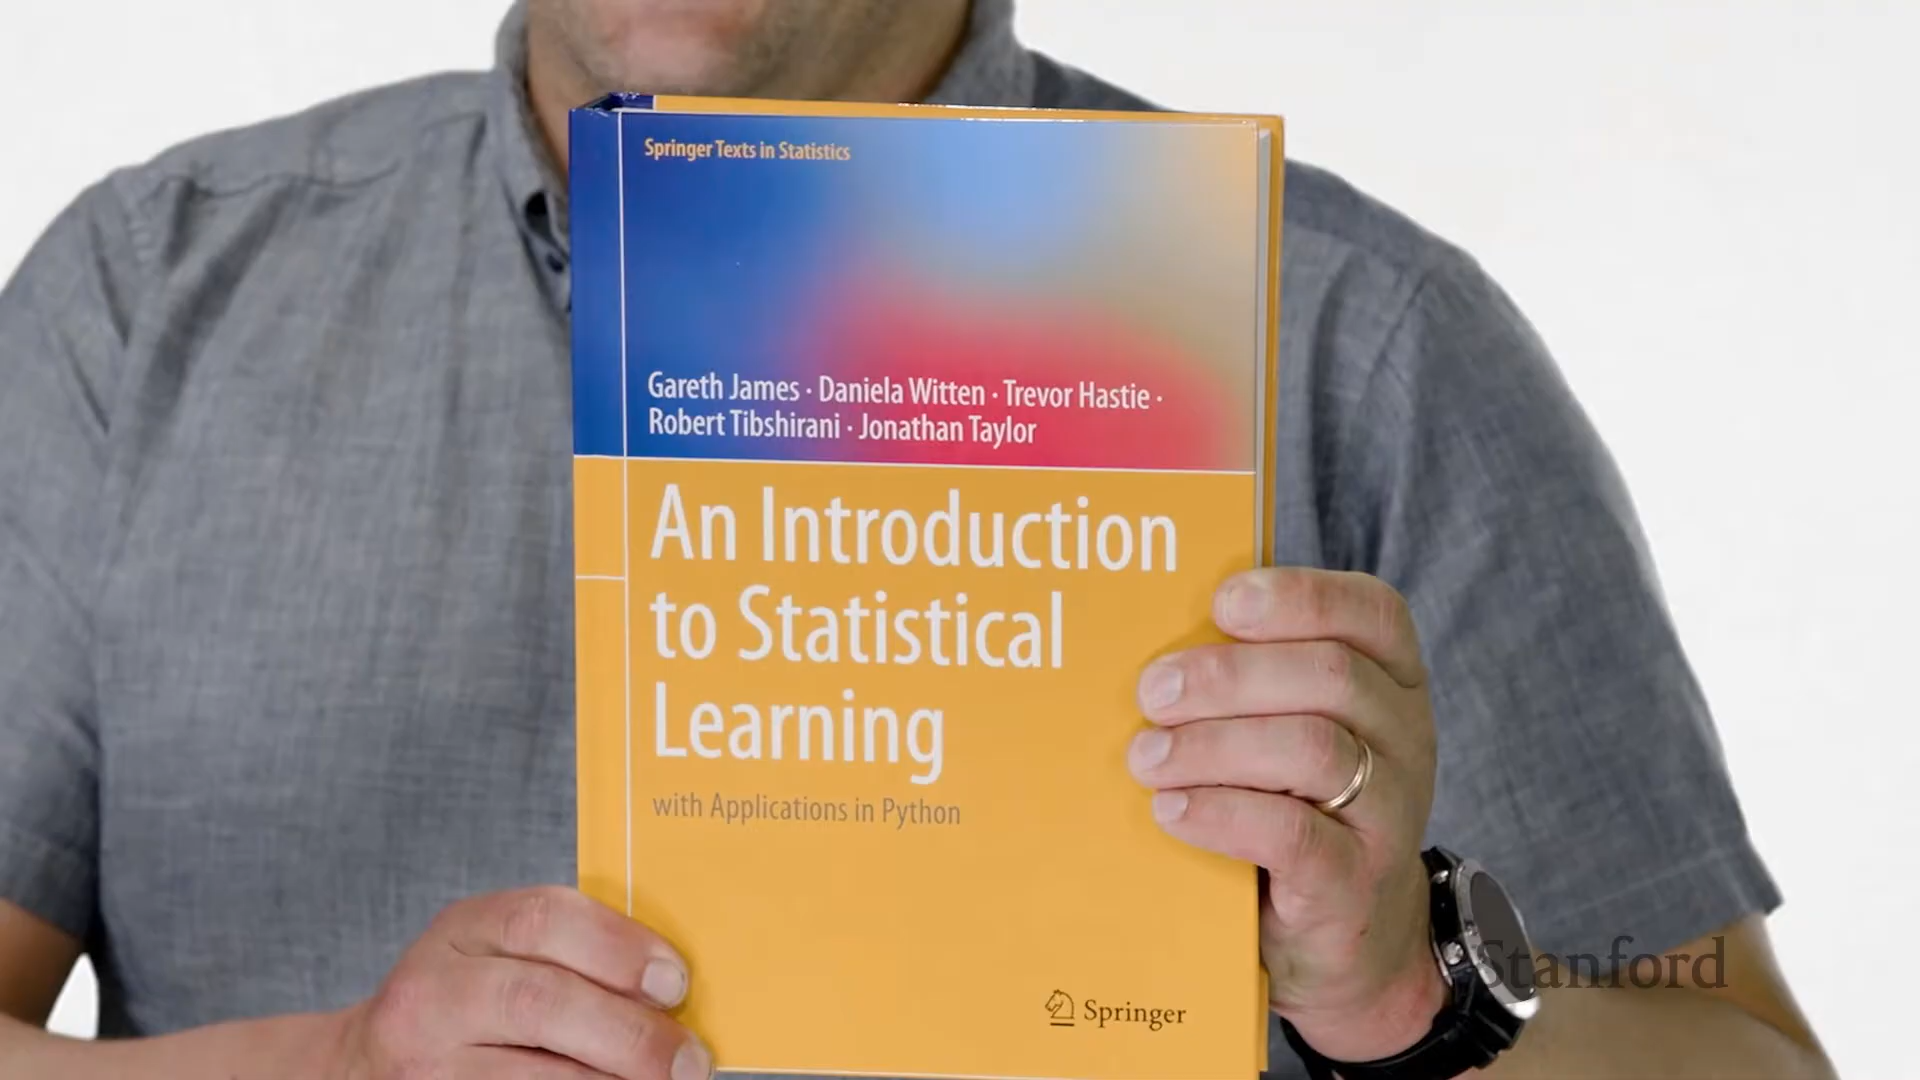 Springer Texts in Statistics
Gareth James · Daniela Witten · Trevor Hastie ·
Robert Tibshirani · Jonathan Taylor
An Introduction
to Statistical
Learning
with Applications in Python
Springer
Stanford